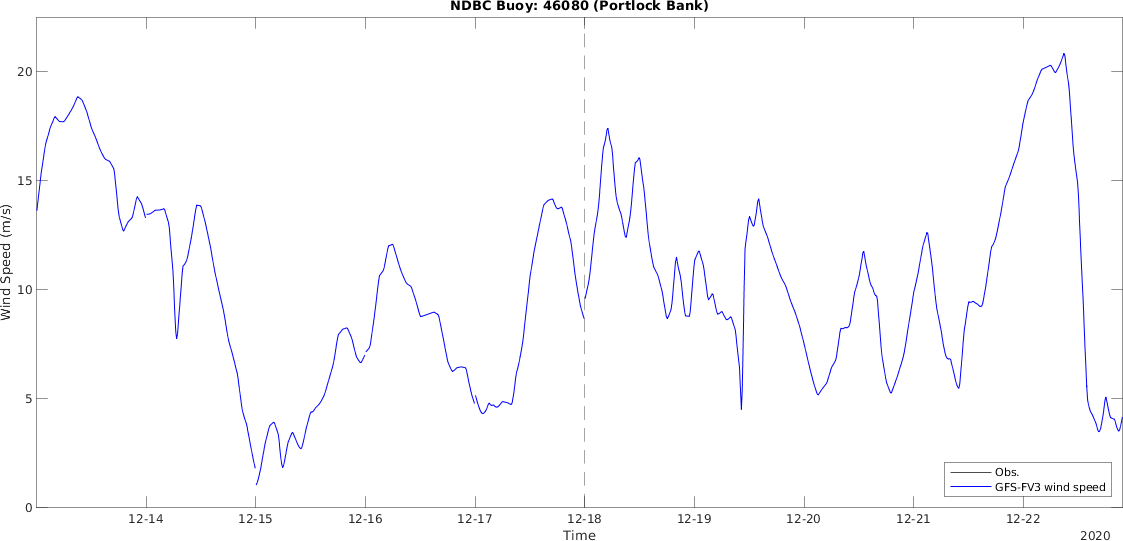 NDBC Buoy: 46080 (Portlock Bank)
Wind Speed (m/s)
20
15
10
5
0
12-14 12-15 12-16 12-17 12-18 12-19 12-20 12-21 12-22
Time
2020
Obs.
GFS-FV3 wind speed